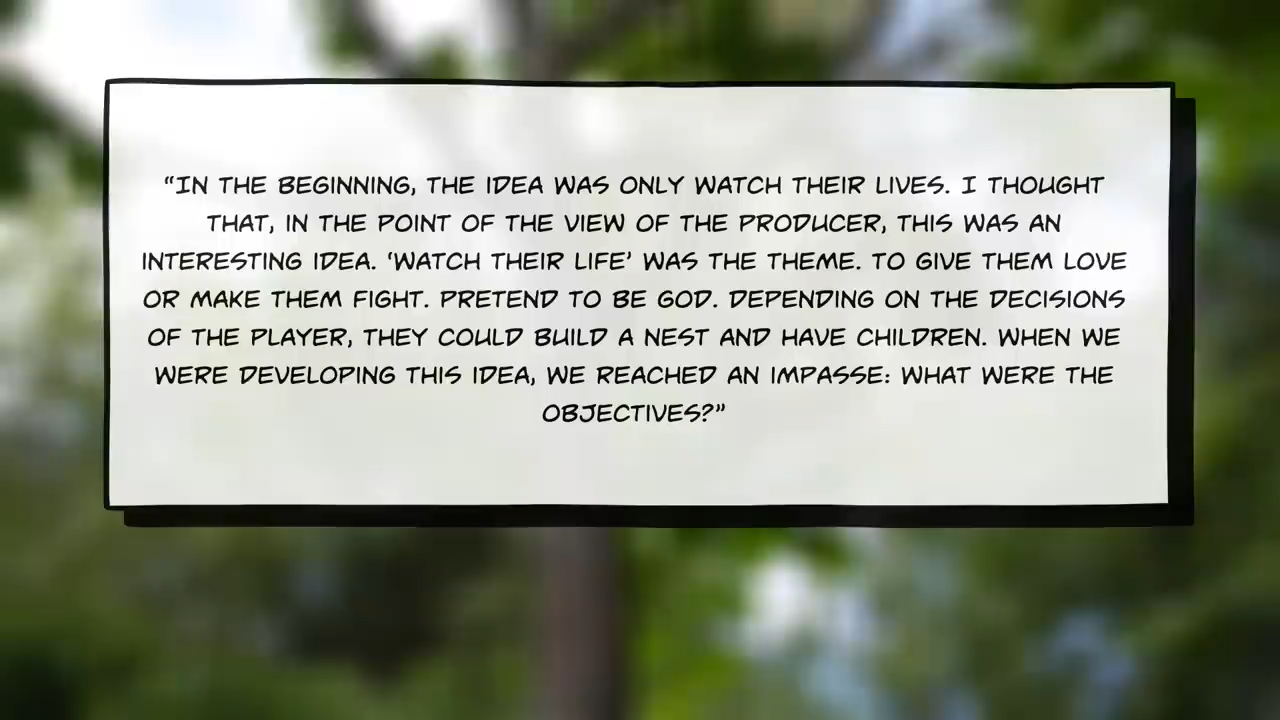 “IN THE BEGINNING, THE IDEA WAS ONLY WATCH THEIR LIVES. I THOUGHT
THAT, IN THE POINT OF THE VIEW OF THE PRODUCER, THIS WAS AN
INTERESTING IDEA. ‘WATCH THEIR LIFE’ WAS THE THEME. TO GIVE THEM LOVE
OR MAKE THEM FIGHT. PRETEND TO BE GOD. DEPENDING ON THE DECISIONS
OF THE PLAYER, THEY COULD BUILD A NEST AND HAVE CHILDREN. WHEN WE
WERE DEVELOPING THIS IDEA, WE REACHED AN IMPASSE: WHAT WERE THE
OBJECTIVES?”